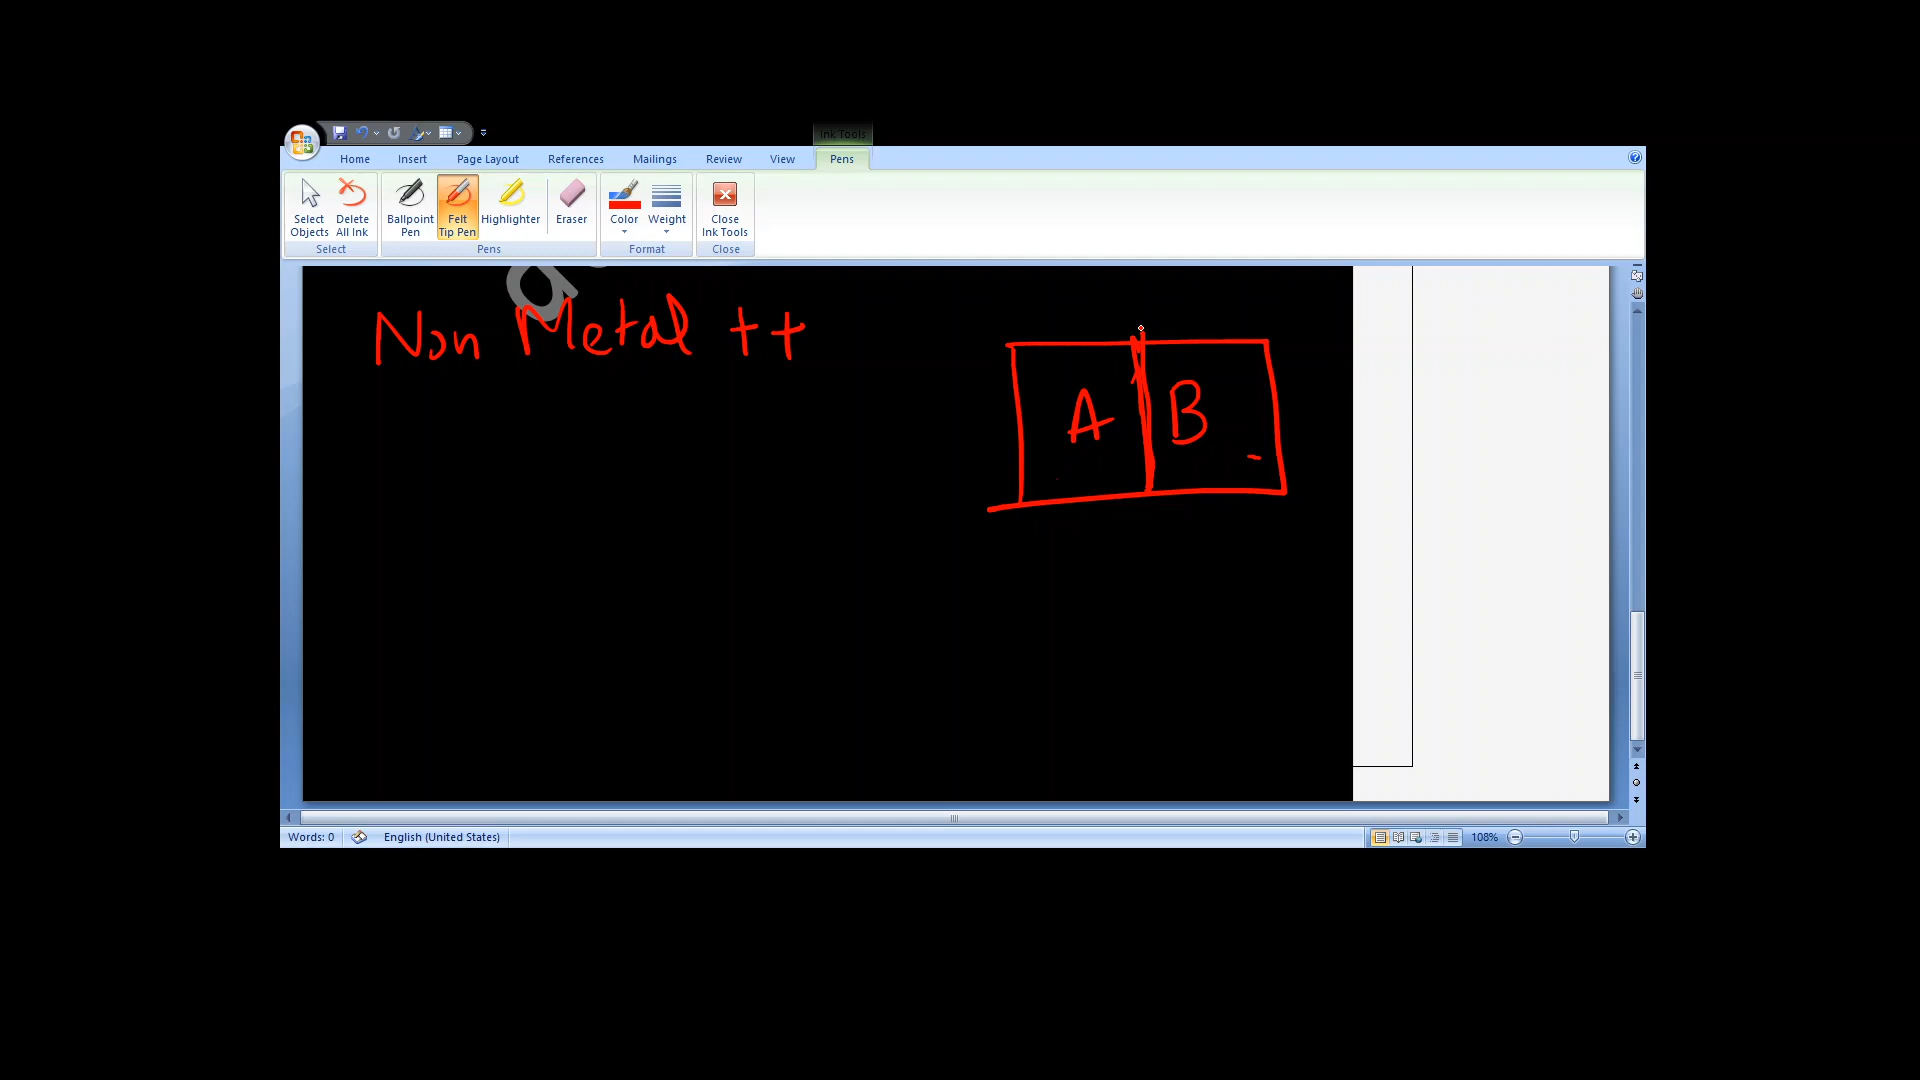 Ink Tools
Home Insert Page Layout References Mailings Review View Pens
Select Objects
Delete All Ink
Ballpoint Pen
Felt Tip Pen
Highlighter
Eraser
Color
Weight
Close Ink Tools
Select Pens Format Close
Non Metal ++
A B
Words: 0 English (United States) 108%